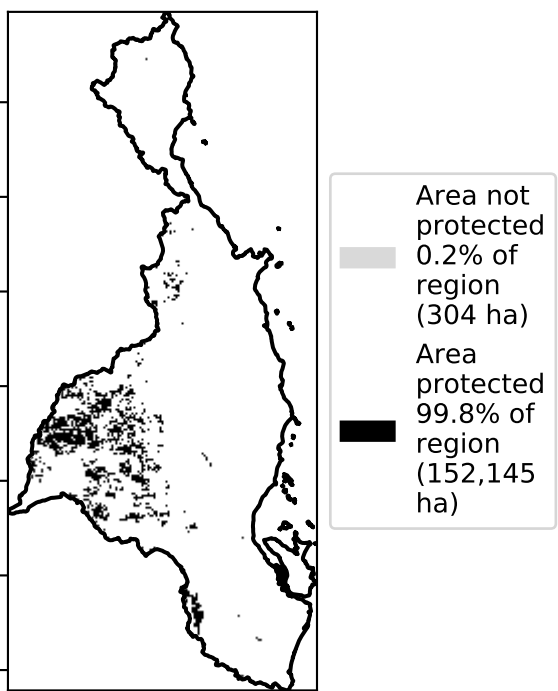 Area not
protected
0.2% of
region
(304 ha)
Area
protected
99.8% of
region
(152,145
ha)